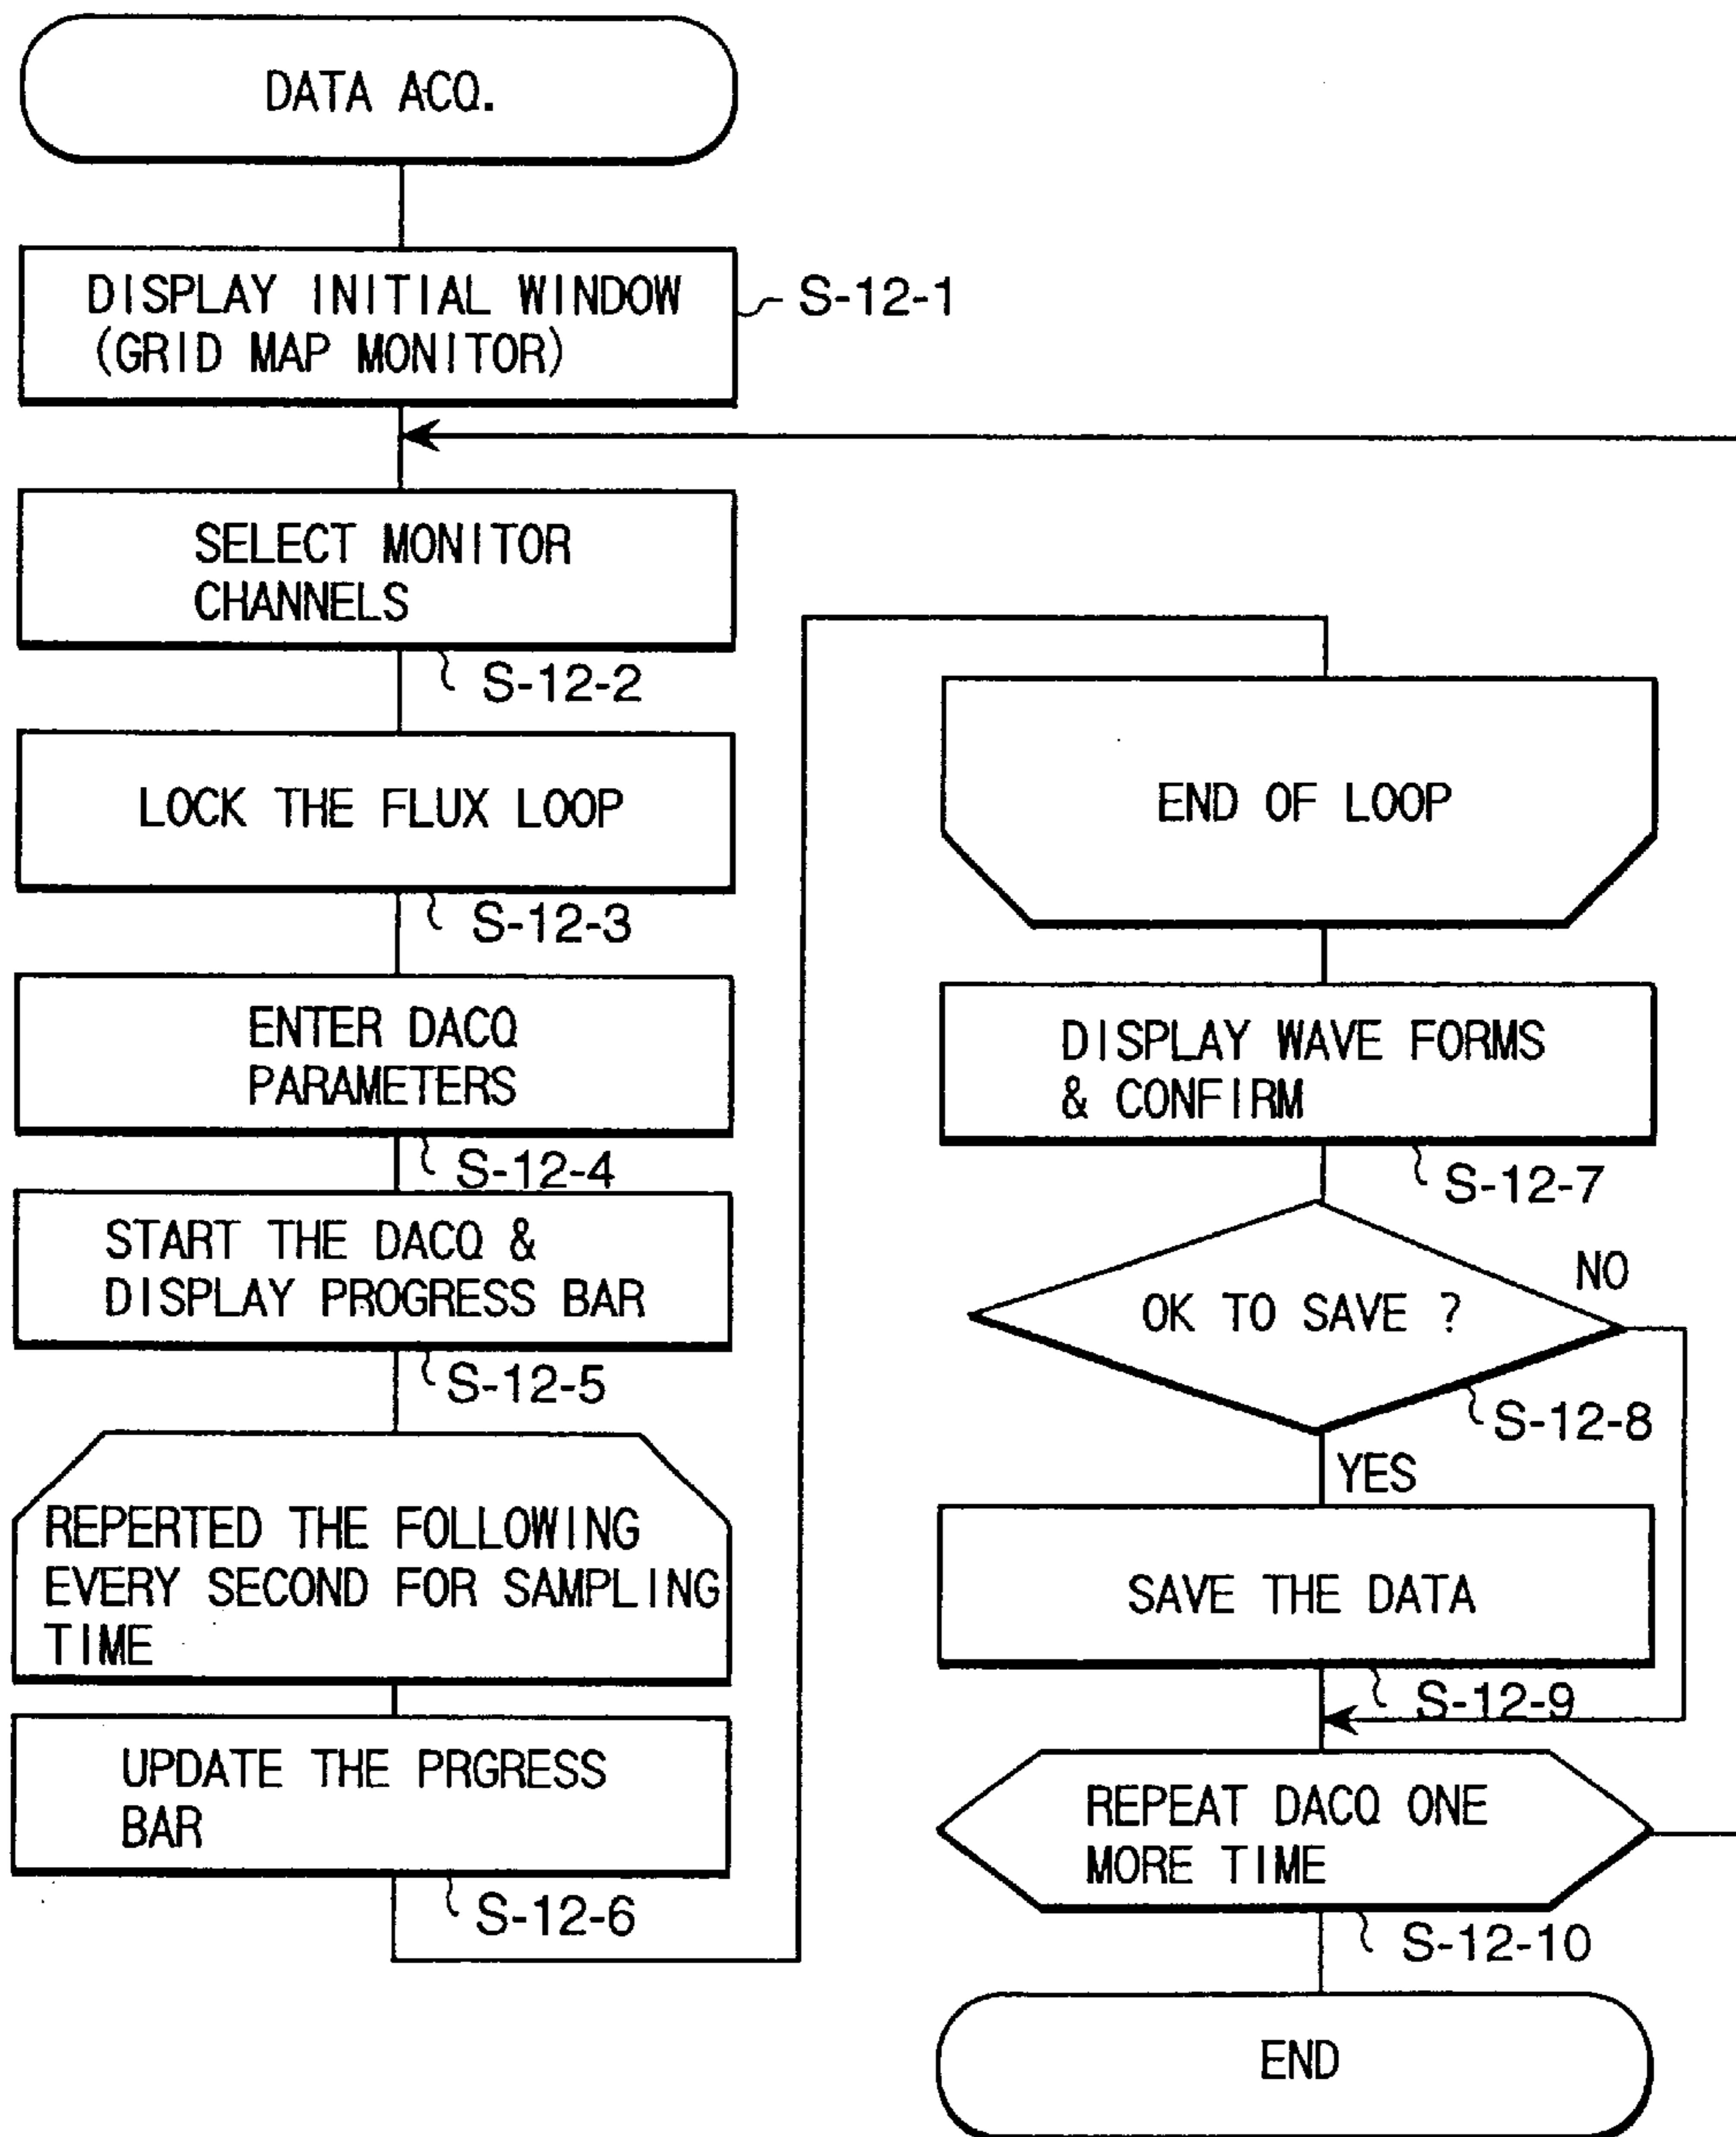 DATA ACQ.
DISPLAY INITIAL WINDOW
(GRID MAP MONITOR)
S-12-1
SELECT MONITOR
CHANNELS
S-12-2
LOCK THE FLUX LOOP
S-12-3
ENTER DACQ
PARAMETERS
S-12-4
START THE DACQ &
DISPLAY PROGRESS BAR
S-12-5
REPERTED THE FOLLOWING
EVERY SECOND FOR SAMPLING
TIME
UPDATE THE PRGRESS
BAR
S-12-6
END OF LOOP
DISPLAY WAVE FORMS
& CONFIRM
S-12-7
OK TO SAVE ?
NO
S-12-8
YES
SAVE THE DATA
S-12-9
REPEAT DACQ ONE
MORE TIME
S-12-10
END